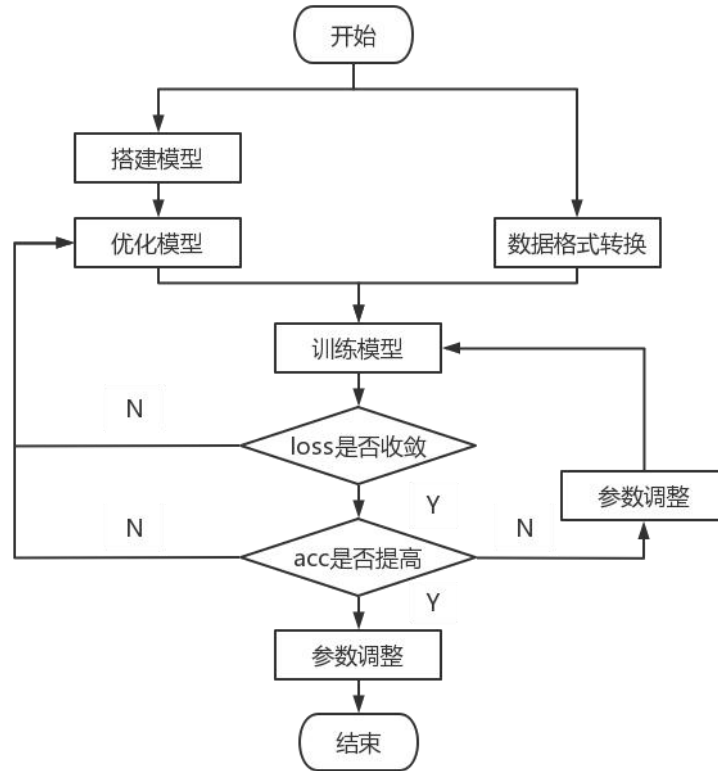 开始
搭建模型
优化模型
数据格式转换
训练模型
N
loss是否收敛
Y
参数调整
N
acc是否提高
N
Y
参数调整
结束